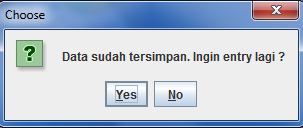 Choose
?
Data sudah tersimpan. Ingin entry lagi ?
Yes No